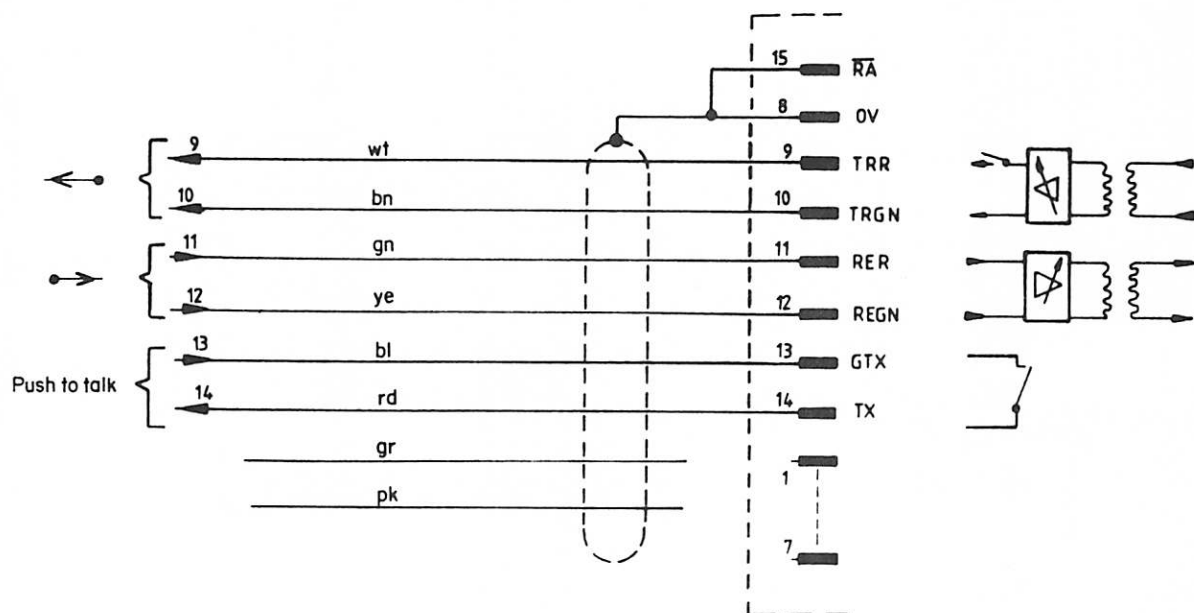 15 RA
8 OV
9 wt 9 TRR
10 bn 10 TRGN
11 gn 11 RER
12 ye 12 REGN
13 bl 13 GTX
Push to talk
14 rd 14 TX
gr
1
pk
7